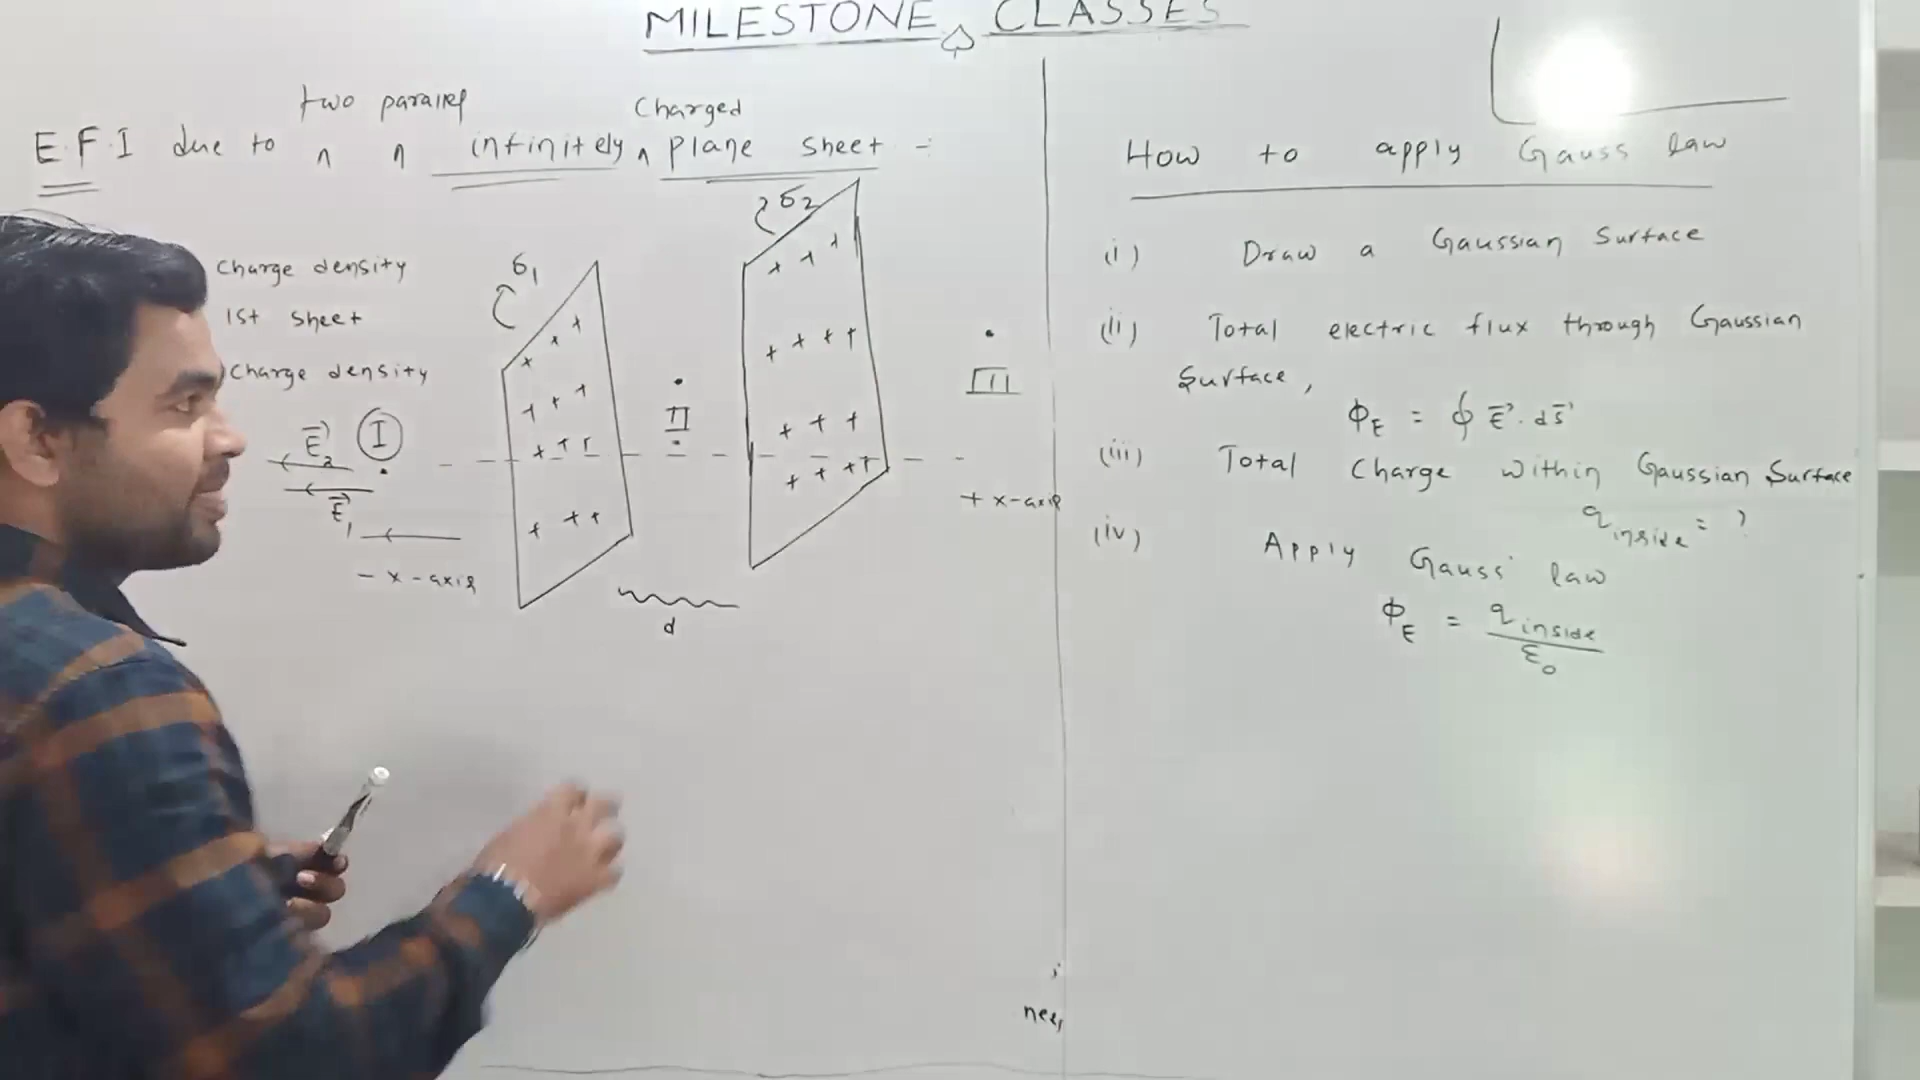 MILESTONE CLASSES
two parallel Charged
E.F.I due to infinitely plane sheet :-
σ2
σ1
Charge density
1st sheet
Charge density
E2 I
E1
II
III
+ x-axis
- x-axis
d
How to apply Gauss law
(i) Draw a Gaussian Surface
(ii) Total electric flux through Gaussian
Surface,
ΦE = ∮ E⃗ . dS⃗
(iii) Total Charge within Gaussian Surface
qinside = ?
(iv) Apply Gauss' law
ΦE = qinside / ε0